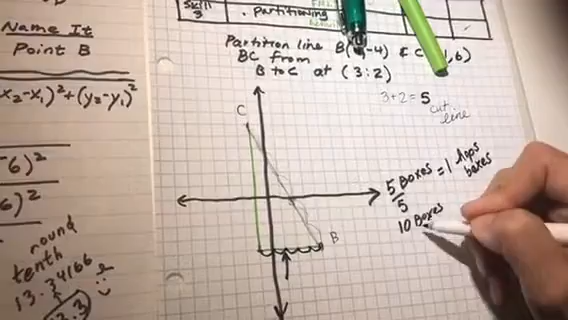 Name It
Point B
x₂-x₁)²+(y₂-y₁)²
-6)²
6)²
round
tenth
13.34166
13.3
Skill
3
. partitioning
Partition line B( -4) & C ,6)
BC from
B to C at (3:2)
3+2=5
cut
line
C
B
5 Boxes = 1 hops
5 boxes
10 Boxes